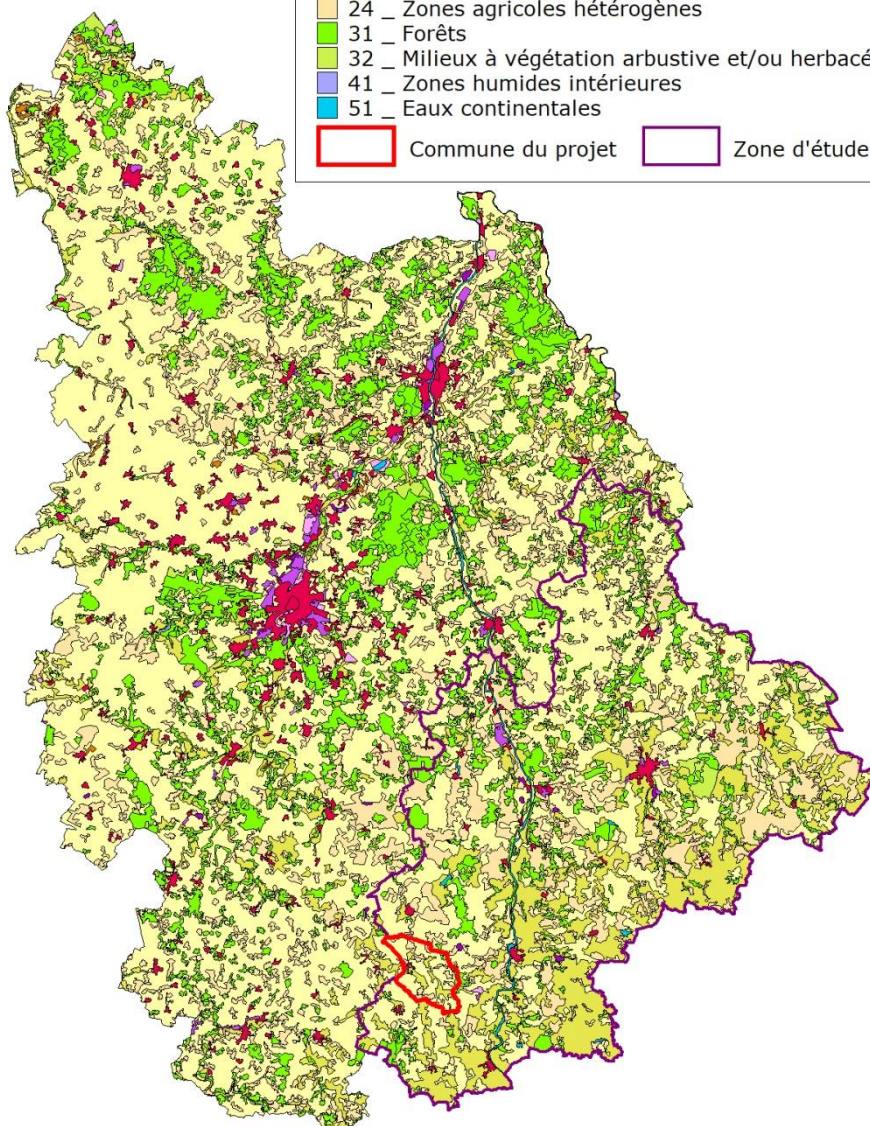 24 _ Zones agricoles hétérogènes
31 _ Forêts
32 _ Milieux à végétation arbustive et/ou herbacé
41 _ Zones humides intérieures
51 _ Eaux continentales
Commune du projet Zone d'étude